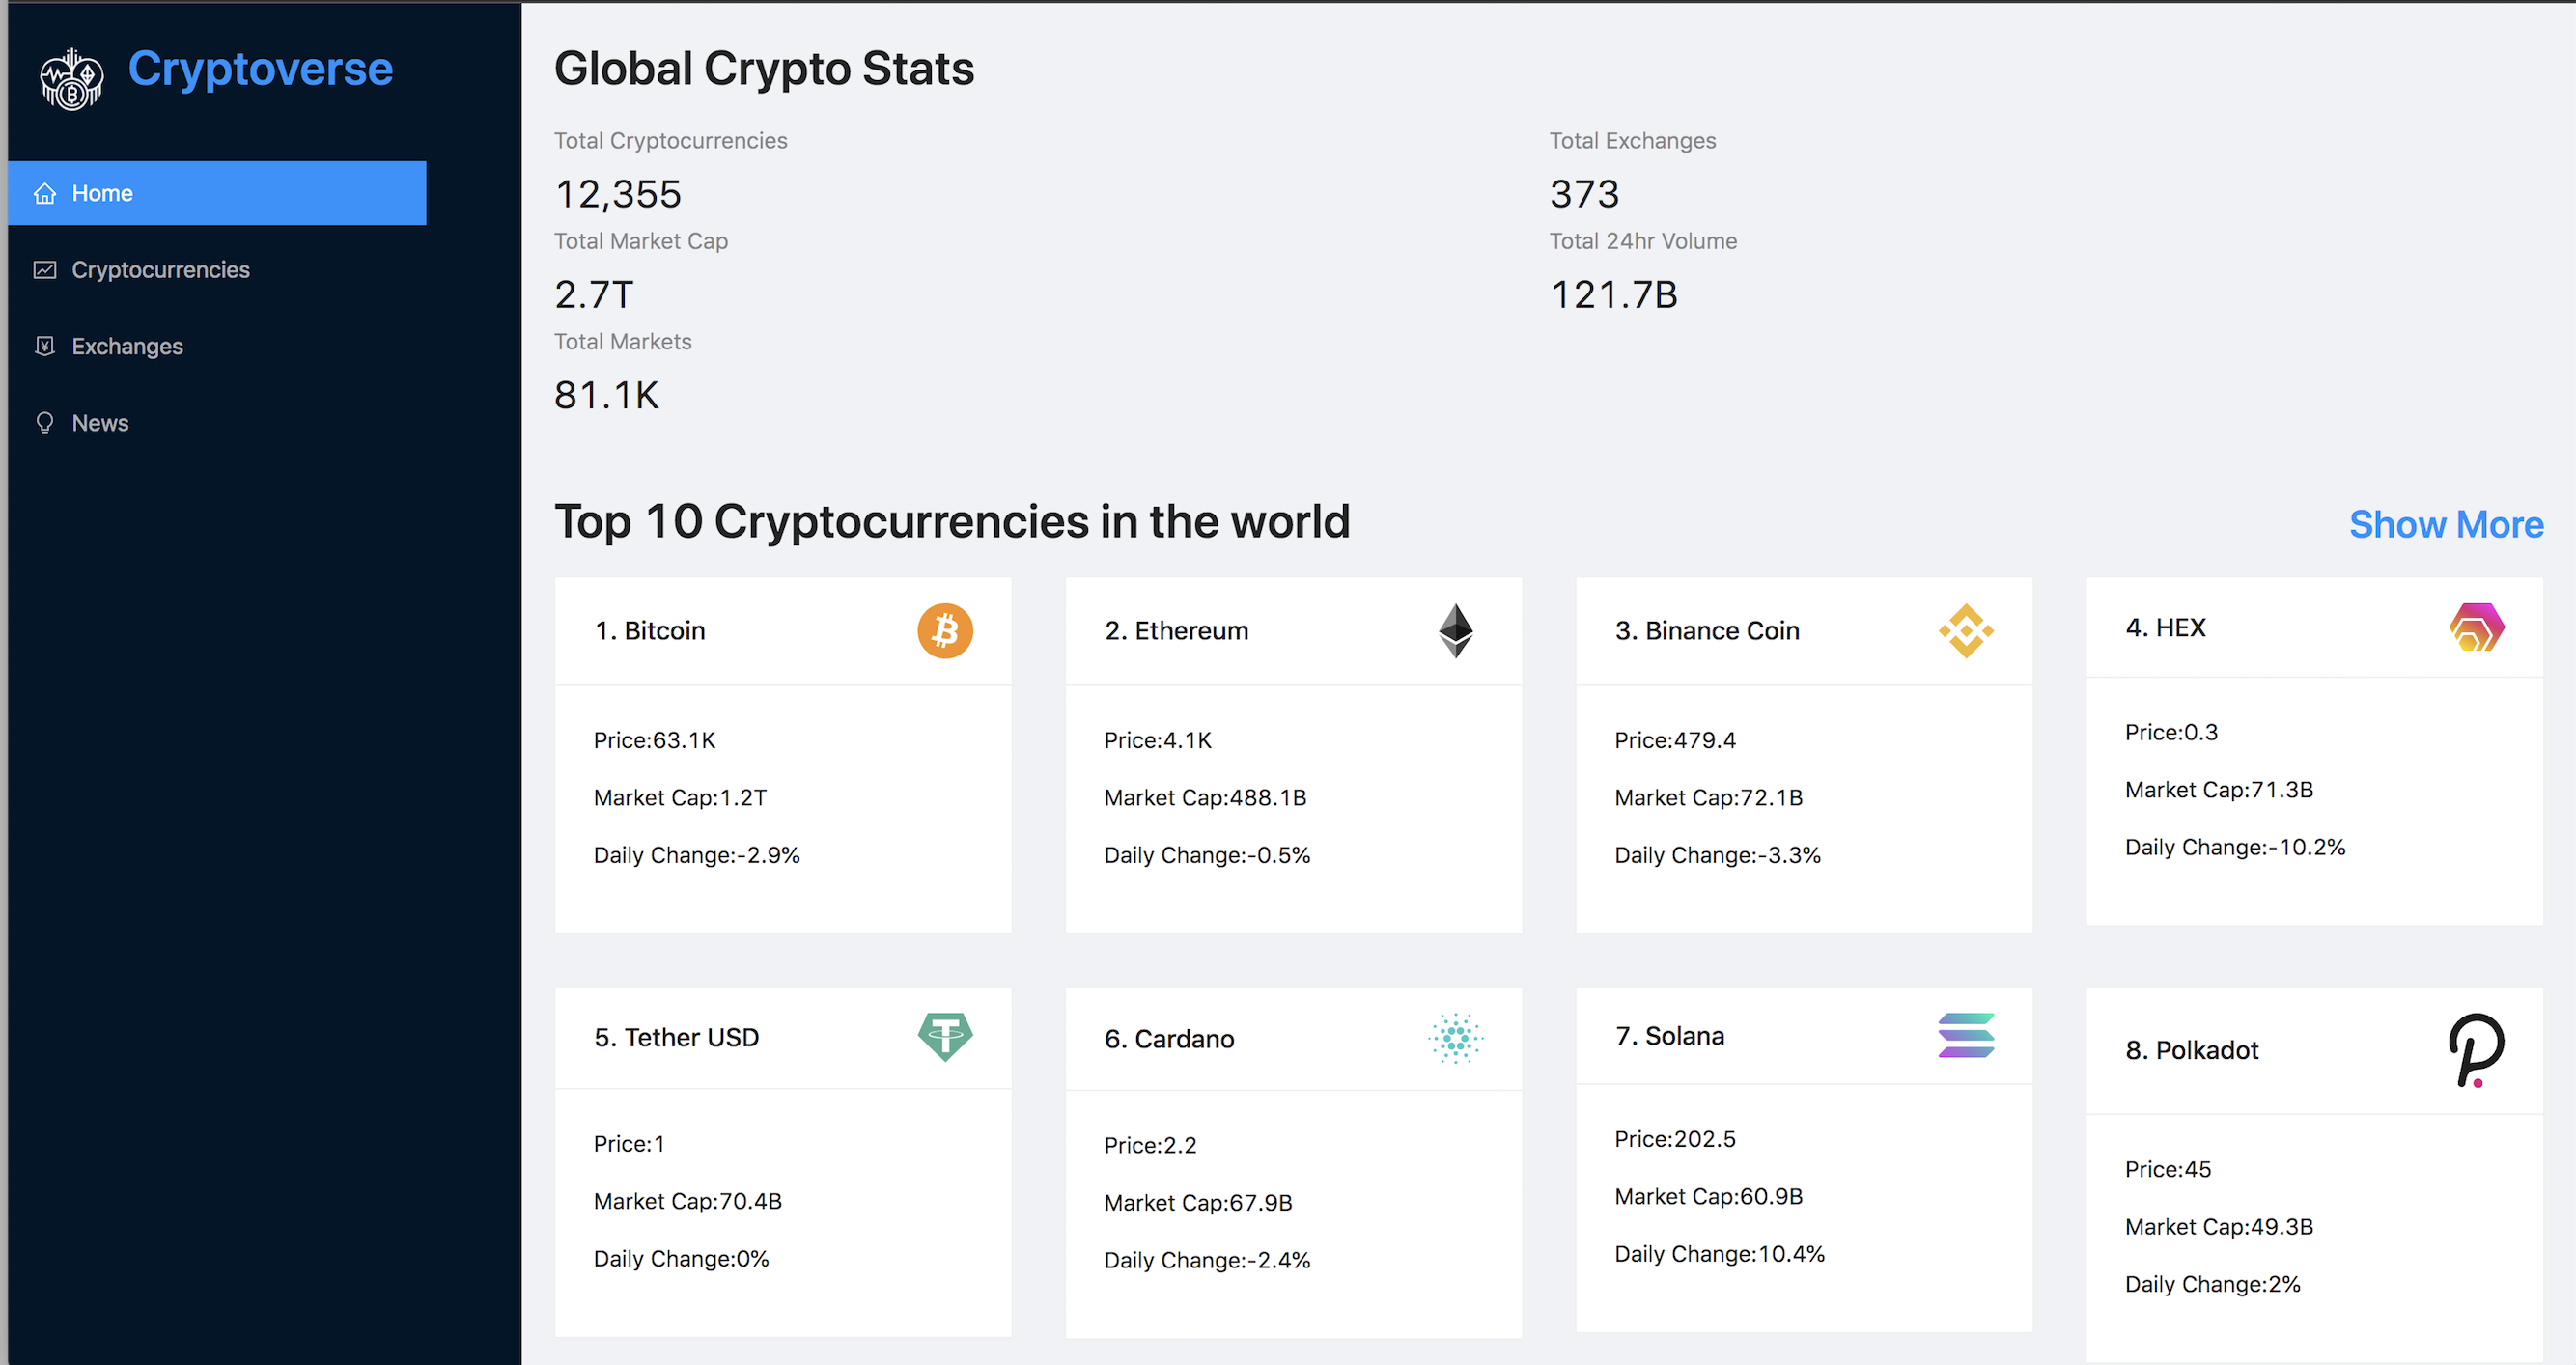 Cryptoverse
Home
Cryptocurrencies
Exchanges
News
Global Crypto Stats
Total Cryptocurrencies
12,355
Total Exchanges
373
Total Market Cap
2.7T
Total 24hr Volume
121.7B
Total Markets
81.1K
Top 10 Cryptocurrencies in the world
Show More
1. Bitcoin
Price:63.1K
Market Cap:1.2T
Daily Change:-2.9%
2. Ethereum
Price:4.1K
Market Cap:488.1B
Daily Change:-0.5%
3. Binance Coin
Price:479.4
Market Cap:72.1B
Daily Change:-3.3%
4. HEX
Price:0.3
Market Cap:71.3B
Daily Change:-10.2%
5. Tether USD
Price:1
Market Cap:70.4B
Daily Change:0%
6. Cardano
Price:2.2
Market Cap:67.9B
Daily Change:-2.4%
7. Solana
Price:202.5
Market Cap:60.9B
Daily Change:10.4%
8. Polkadot
Price:45
Market Cap:49.3B
Daily Change:2%